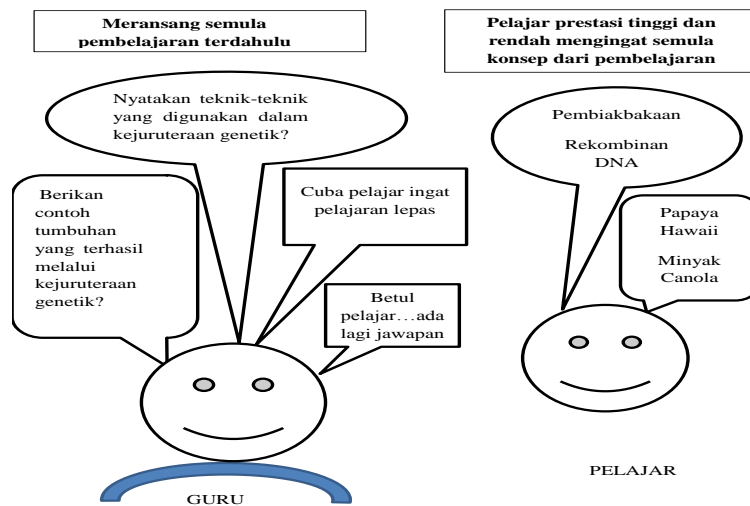 Meransang semula
pembelajaran terdahulu
Pelajar prestasi tinggi dan
rendah mengingat semula
konsep dari pembelajaran
Nyatakan teknik-teknik
yang digunakan dalam
kejuruteraan genetik?
Berikan
contoh
tumbuhan
yang terhasil
melalui
kejuruteraan
genetik?
Cuba pelajar ingat
pelajaran lepas
Betul
pelajar…ada
lagi jawapan
GURU
Pembiakbakaan
Rekombinan
DNA
Papaya
Hawaii
Minyak
Canola
PELAJAR